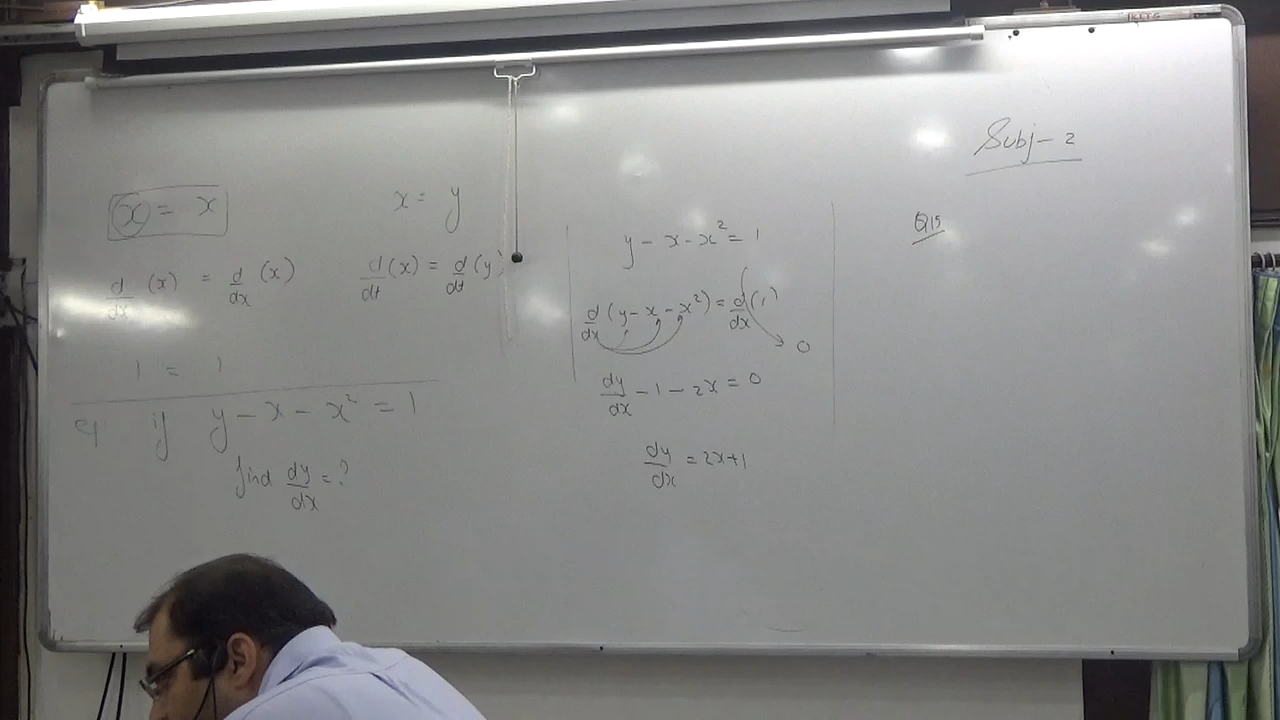 x = x
d/dx (x) = d/dx (x)
1 = 1
x = y
d/dt (x) = d/dt (y)
eg if y - x - x² = 1
find dy/dx = ?
y - x - x² = 1
d/dx (y - x - x²) = d/dx (1)
0
dy/dx - 1 - 2x = 0
dy/dx = 2x+1
Subj - 2
Q15